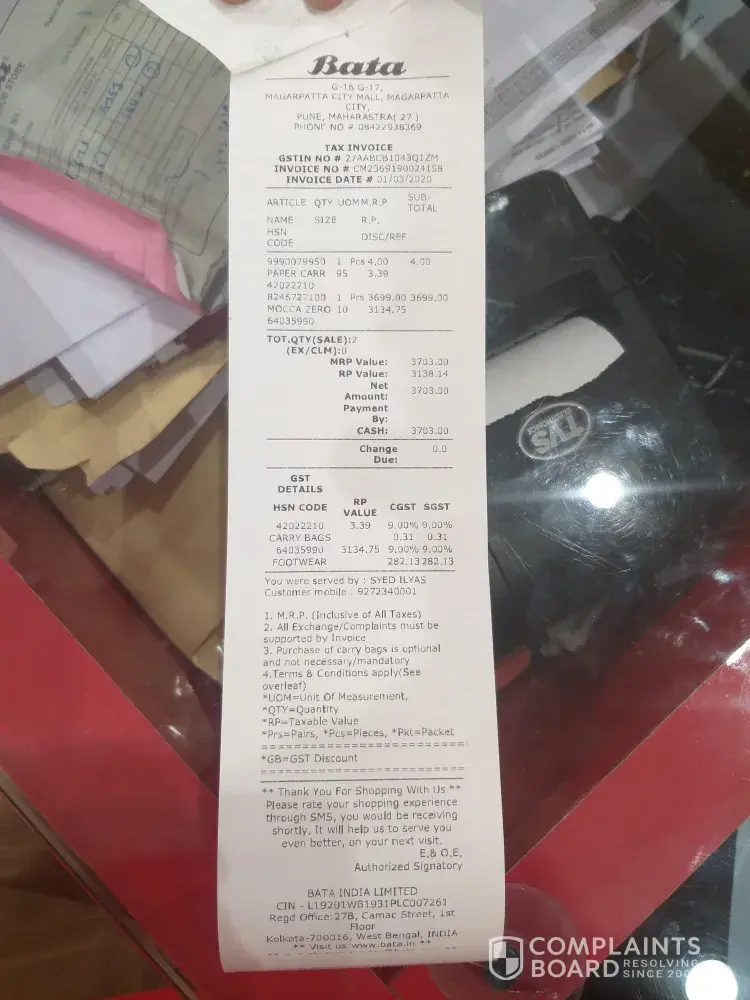 Bata
G-16 G-17,
MAGARPATTA CITY MALL, MAGARPATTA
CITY,
PUNE, MAHARASTRA( 27 )
PHONE NO # 08422938369
TAX INVOICE
GSTIN NO # 27AABCB1043Q1ZM
INVOICE NO # CM2369190024158
INVOICE DATE # 01/03/2020
ARTICLE QTY UOM M.R.P SUB-
TOTAL
NAME SIZE R.P.
HSN
CODE DISC/REF
9990079950 1 Pcs 4.00 4.00
PAPER CARR 95 3.39
42022210
8246727100 1 Prs 3699.00 3699.00
MOCCA ZERO 10 3134.75
64035990
TOT.QTY(SALE):2
(EX/CLM):0
MRP Value: 3703.00
RP Value: 3138.14
Net
Amount: 3703.00
Payment
By:
CASH: 3703.00
Change
Due: 0.0
GST
DETAILS
HSN CODE RP
VALUE CGST SGST
42022210 3.39 9.00% 9.00%
CARRY BAGS 0.31 0.31
64035990 3134.75 9.00% 9.00%
FOOTWEAR 282.13 282.13
You were served by : SYED ILYAS
Customer mobile : 9272340001
1. M.R.P. (Inclusive of All Taxes)
2. All Exchange/Complaints must be
supported by Invoice
3. Purchase of carry bags is optional
and not necessary/mandatory
4.Terms & Conditions apply(See
overleaf)
*UOM=Unit Of Measurement,
*QTY=Quantity
*RP=Taxable Value
*Prs=Pairs, *Pcs=Pieces, *Pkt=Packet
*GB=GST Discount
** Thank You For Shopping With Us **
Please rate your shopping experience
through SMS, you would be receiving
shortly. It will help us to serve you
even better, on your next visit.
E.& O.E.
Authorized Signatory
BATA INDIA LIMITED
CIN - L19201WB1931PLC007261
Regd Office:27B, Camac Street, 1st
Floor
Kolkata-700016, West Bengal, INDIA
** Visit us www.bata.in **
TVS
ELECTRONICS
COMPLAINTS
BOARD RESOLVING
SINCE